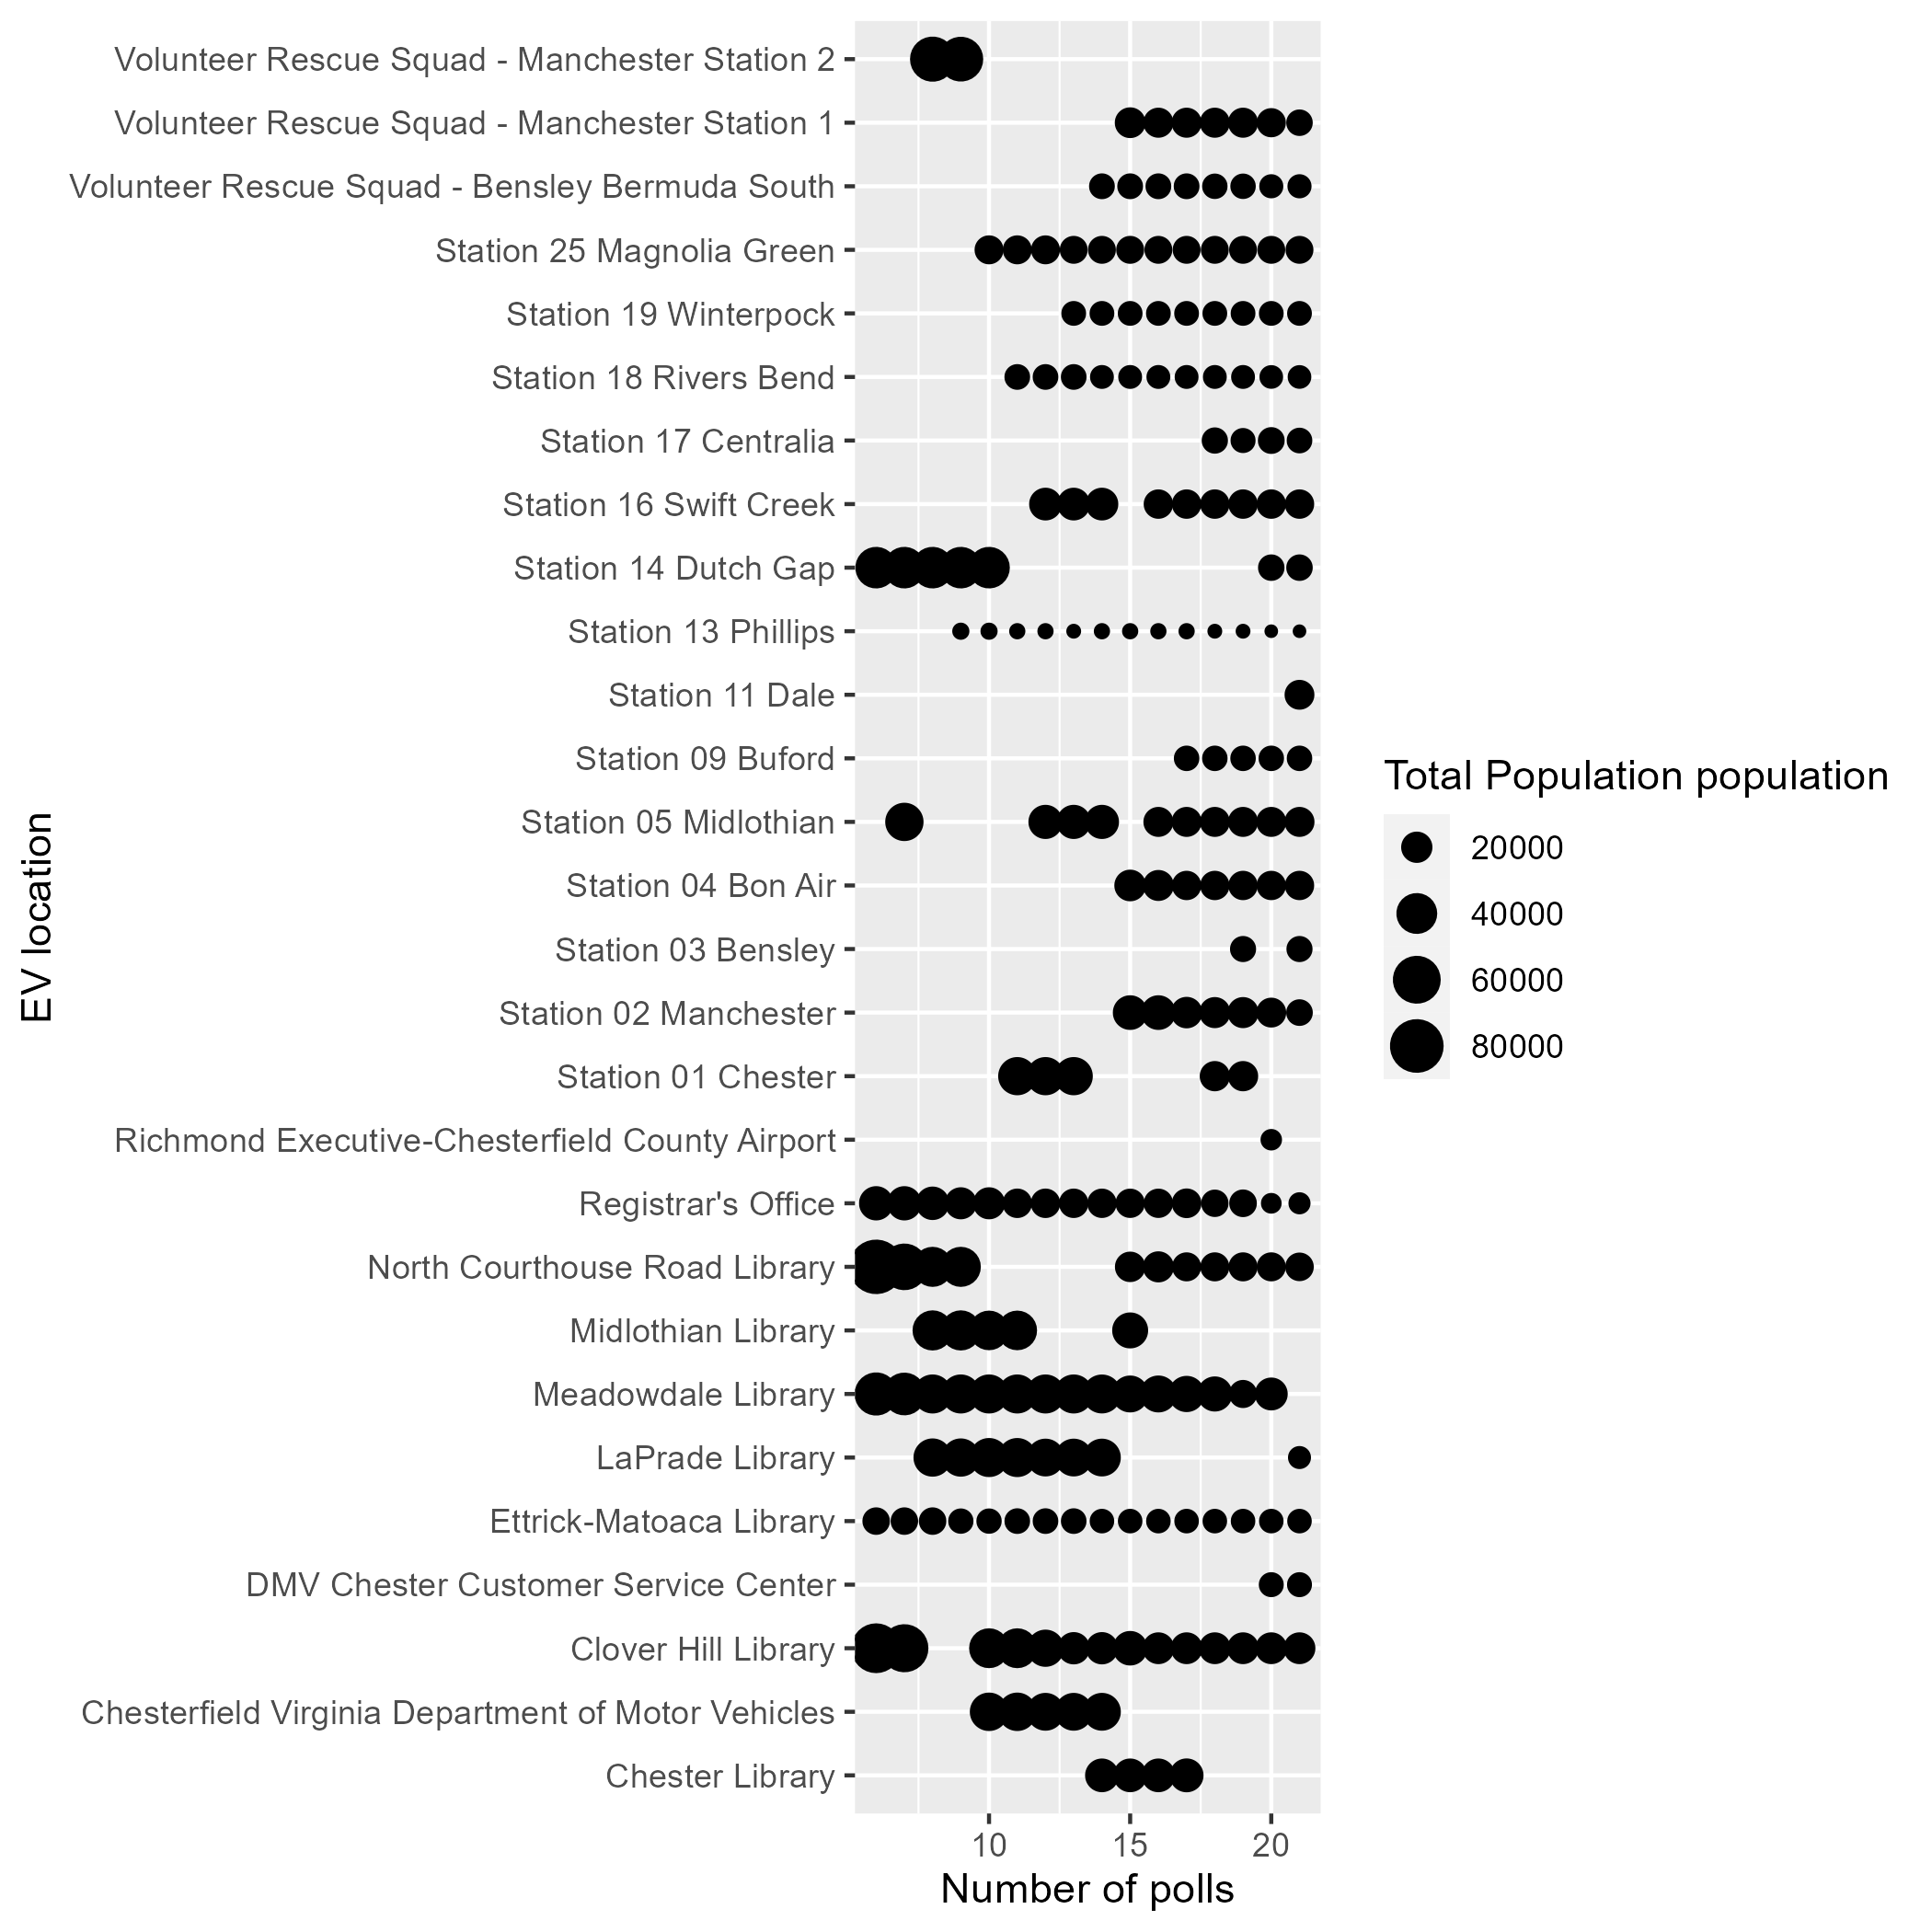 Volunteer Rescue Squad - Manchester Station 2
Volunteer Rescue Squad - Manchester Station 1
Volunteer Rescue Squad - Bensley Bermuda South
Station 25 Magnolia Green
Station 19 Winterpock
Station 18 Rivers Bend
Station 17 Centralia
Station 16 Swift Creek
Station 14 Dutch Gap
Station 13 Phillips
Station 11 Dale
Station 09 Buford
Station 05 Midlothian
Station 04 Bon Air
Station 03 Bensley
Station 02 Manchester
Station 01 Chester
Richmond Executive-Chesterfield County Airport
Registrar's Office
North Courthouse Road Library
Midlothian Library
Meadowdale Library
LaPrade Library
Ettrick-Matoaca Library
DMV Chester Customer Service Center
Clover Hill Library
Chesterfield Virginia Department of Motor Vehicles
Chester Library
EV location
10 15 20
Number of polls
Total Population population
20000
40000
60000
80000